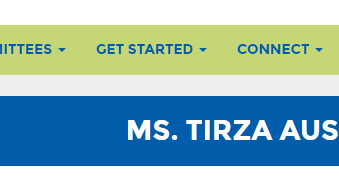 MITTEES GET STARTED CONNECT
MS. TIRZA AUS